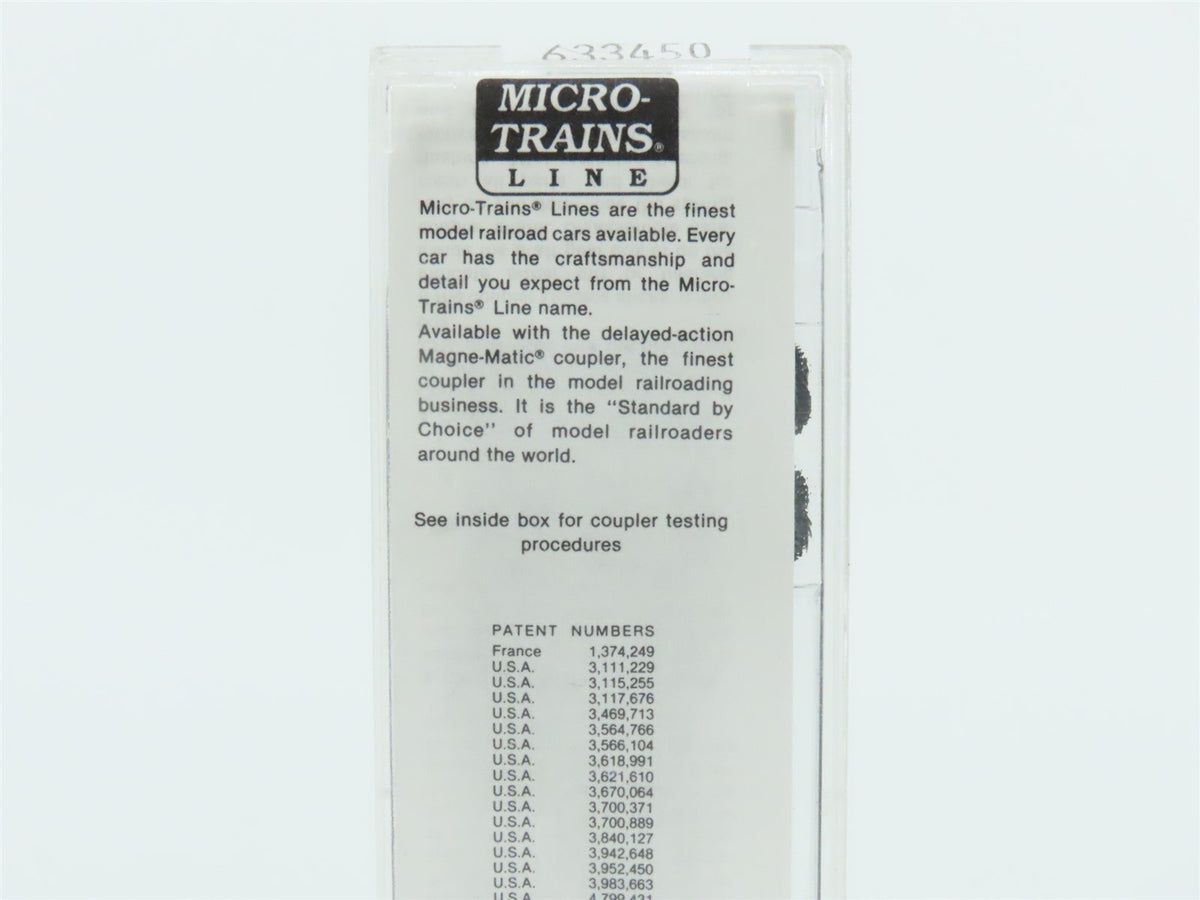 633450
MICRO-
TRAINS®
LINE
Micro-Trains® Lines are the finest
model railroad cars available. Every
car has the craftsmanship and
detail you expect from the Micro-
Trains® Line name.
Available with the delayed-action
Magne-Matic® coupler, the finest
coupler in the model railroading
business. It is the “Standard by
Choice” of model railroaders
around the world.
See inside box for coupler testing
procedures
PATENT NUMBERS
France 1,374,249
U.S.A. 3,111,229
U.S.A. 3,115,255
U.S.A. 3,117,676
U.S.A. 3,469,713
U.S.A. 3,564,766
U.S.A. 3,566,104
U.S.A. 3,618,991
U.S.A. 3,621,610
U.S.A. 3,670,064
U.S.A. 3,700,371
U.S.A. 3,700,889
U.S.A. 3,840,127
U.S.A. 3,942,648
U.S.A. 3,952,450
U.S.A. 3,983,663
U.S.A. 4,799,431